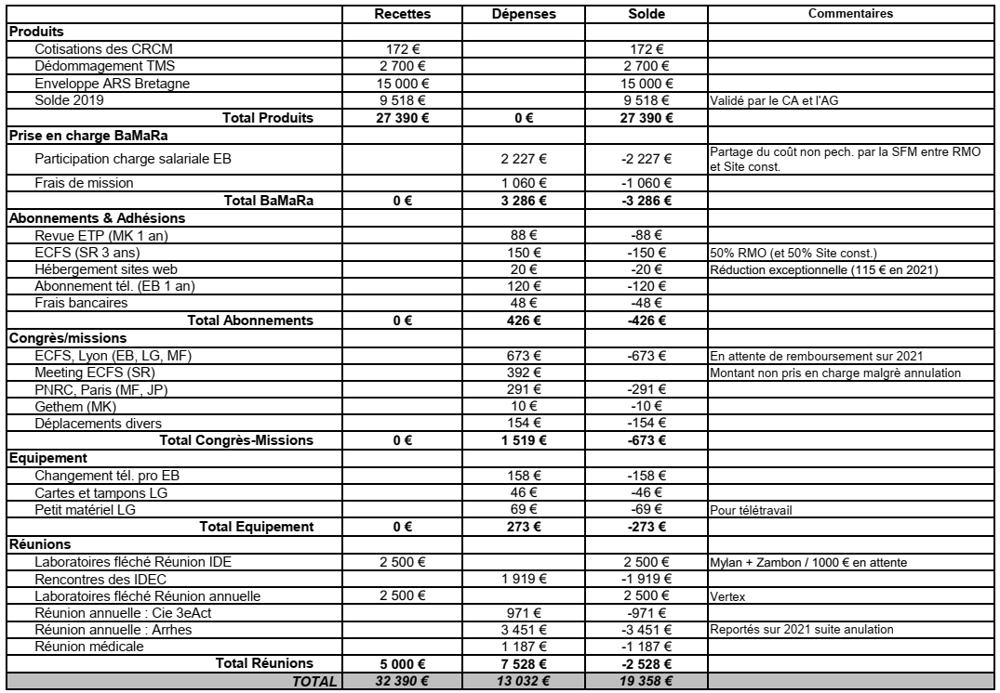 Recettes Dépenses Solde Commentaires
Produits
Cotisations des CRCM 172 € 172 €
Dédommagement TMS 2 700 € 2 700 €
Enveloppe ARS Bretagne 15 000 € 15 000 €
Solde 2019 9 518 € 9 518 € Validé par le CA et l'AG
Total Produits 27 390 € 0 € 27 390 €
Prise en charge BaMaRa
Participation charge salariale EB 2 227 € -2 227 € Partage du coût non pech. par la SFM entre RMO
et Site const.
Frais de mission 1 060 € -1 060 €
Total BaMaRa 0 € 3 286 € -3 286 €
Abonnements & Adhésions
Revue ETP (MK 1 an) 88 € -88 €
ECFS (SR 3 ans) 150 € -150 € 50% RMO (et 50% Site const.)
Hébergement sites web 20 € -20 € Réduction exceptionnelle (115 € en 2021)
Abonnement tél. (EB 1 an) 120 € -120 €
Frais bancaires 48 € -48 €
Total Abonnements 0 € 426 € -426 €
Congrès/missions
ECFS, Lyon (EB, LG, MF) 673 € -673 € En attente de remboursement sur 2021
Meeting ECFS (SR) 392 € Montant non pris en charge malgrè annulation
PNRC, Paris (MF, JP) 291 € -291 €
Gethem (MK) 10 € -10 €
Déplacements divers 154 € -154 €
Total Congrès-Missions 0 € 1 519 € -673 €
Equipement
Changement tél. pro EB 158 € -158 €
Cartes et tampons LG 46 € -46 €
Petit matériel LG 69 € -69 € Pour télétravail
Total Equipement 0 € 273 € -273 €
Réunions
Laboratoires fléché Réunion IDE 2 500 € 2 500 € Mylan + Zambon / 1000 € en attente
Rencontres des IDEC 1 919 € -1 919 €
Laboratoires fléché Réunion annuelle 2 500 € 2 500 € Vertex
Réunion annuelle : Cie 3eAct 971 € -971 €
Réunion annuelle : Arrhes 3 451 € -3 451 € Reportés sur 2021 suite anulation
Réunion médicale 1 187 € -1 187 €
Total Réunions 5 000 € 7 528 € -2 528 €
TOTAL 32 390 € 13 032 € 19 358 €